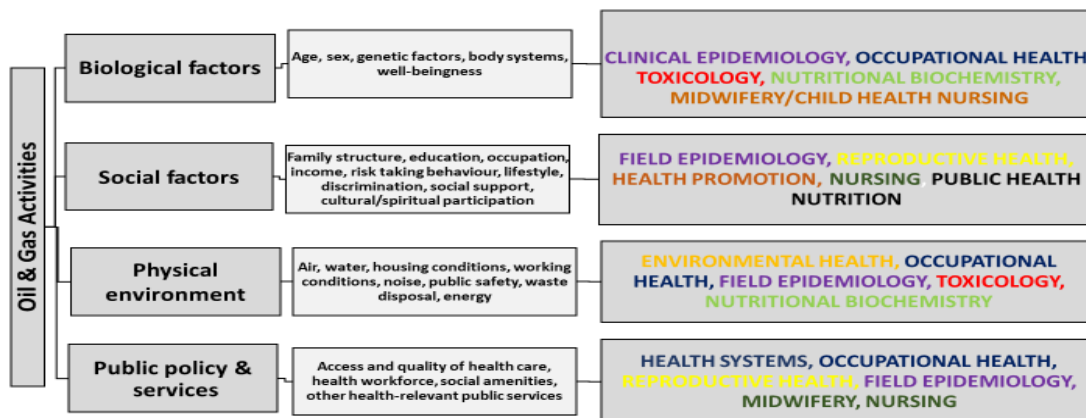 Oil & Gas Activities
Biological factors
Age, sex, genetic factors, body systems,
well-beingness
CLINICAL EPIDEMIOLOGY, OCCUPATIONAL HEALTH
TOXICOLOGY, NUTRITIONAL BIOCHEMISTRY,
MIDWIFERY/CHILD HEALTH NURSING
Social factors
Family structure, education, occupation,
income, risk taking behaviour, lifestyle,
discrimination, social support,
cultural/spiritual participation
FIELD EPIDEMIOLOGY, REPRODUCTIVE HEALTH,
HEALTH PROMOTION, NURSING, PUBLIC HEALTH
NUTRITION
Physical
environment
Air, water, housing conditions, working
conditions, noise, public safety, waste
disposal, energy
ENVIRONMENTAL HEALTH, OCCUPATIONAL
HEALTH, FIELD EPIDEMIOLOGY, TOXICOLOGY,
NUTRITIONAL BIOCHEMISTRY
Public policy &
services
Access and quality of health care,
health workforce, social amenities,
other health-relevant public services
HEALTH SYSTEMS, OCCUPATIONAL HEALTH,
REPRODUCTIVE HEALTH, FIELD EPIDEMIOLOGY,
MIDWIFERY, NURSING